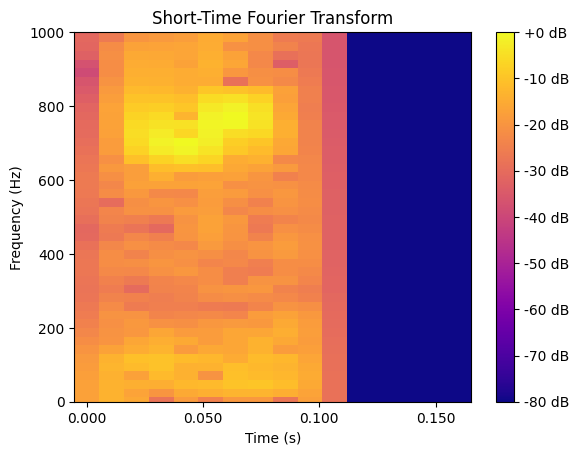 Short-Time Fourier Transform
1000
800
600
400
200
0
Frequency (Hz)
0.000
0.050
0.100
0.150
Time (s)
+0 dB
-10 dB
-20 dB
-30 dB
-40 dB
-50 dB
-60 dB
-70 dB
-80 dB